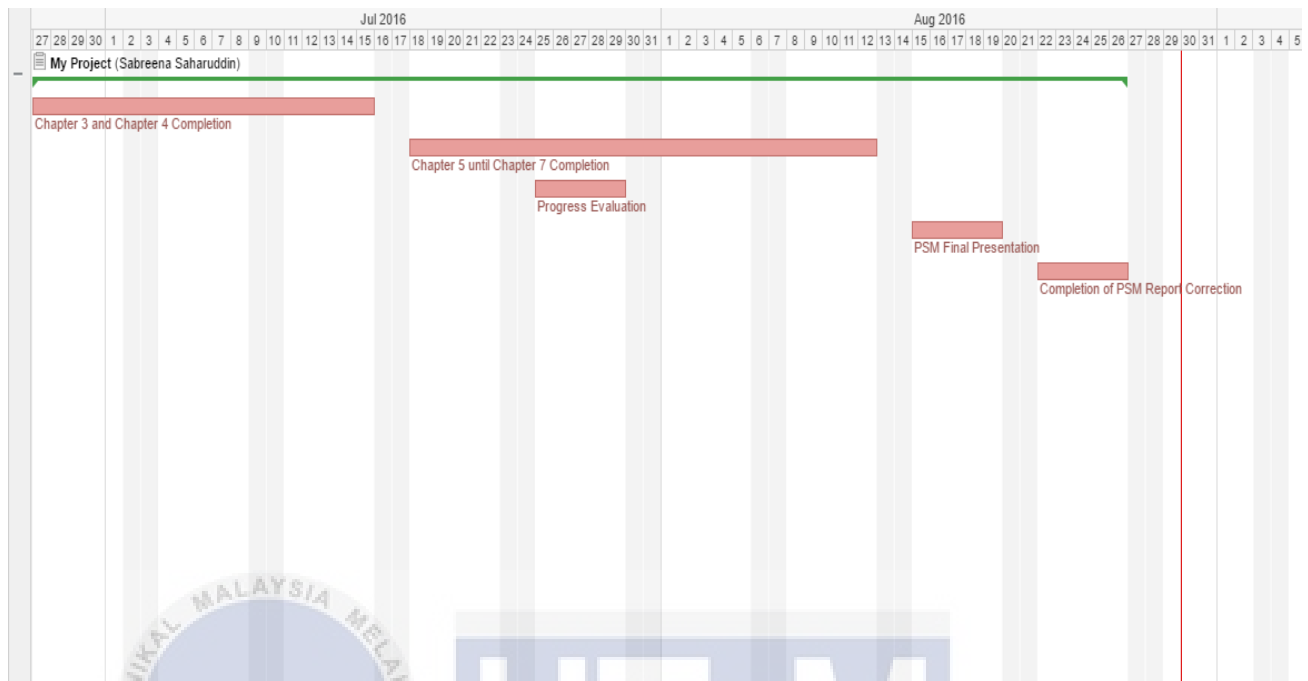 Jul 2016 Aug 2016
27 28 29 30 1 2 3 4 5 6 7 8 9 10 11 12 13 14 15 16 17 18 19 20 21 22 23 24 25 26 27 28 29 30 31 1 2 3 4 5 6 7 8 9 10 11 12 13 14 15 16 17 18 19 20 21 22 23 24 25 26 27 28 29 30 31 1 2 3 4 5
My Project (Sabreena Saharuddin)
Chapter 3 and Chapter 4 Completion
Chapter 5 until Chapter 7 Completion
Progress Evaluation
PSM Final Presentation
Completion of PSM Report Correction
MALAYSIA